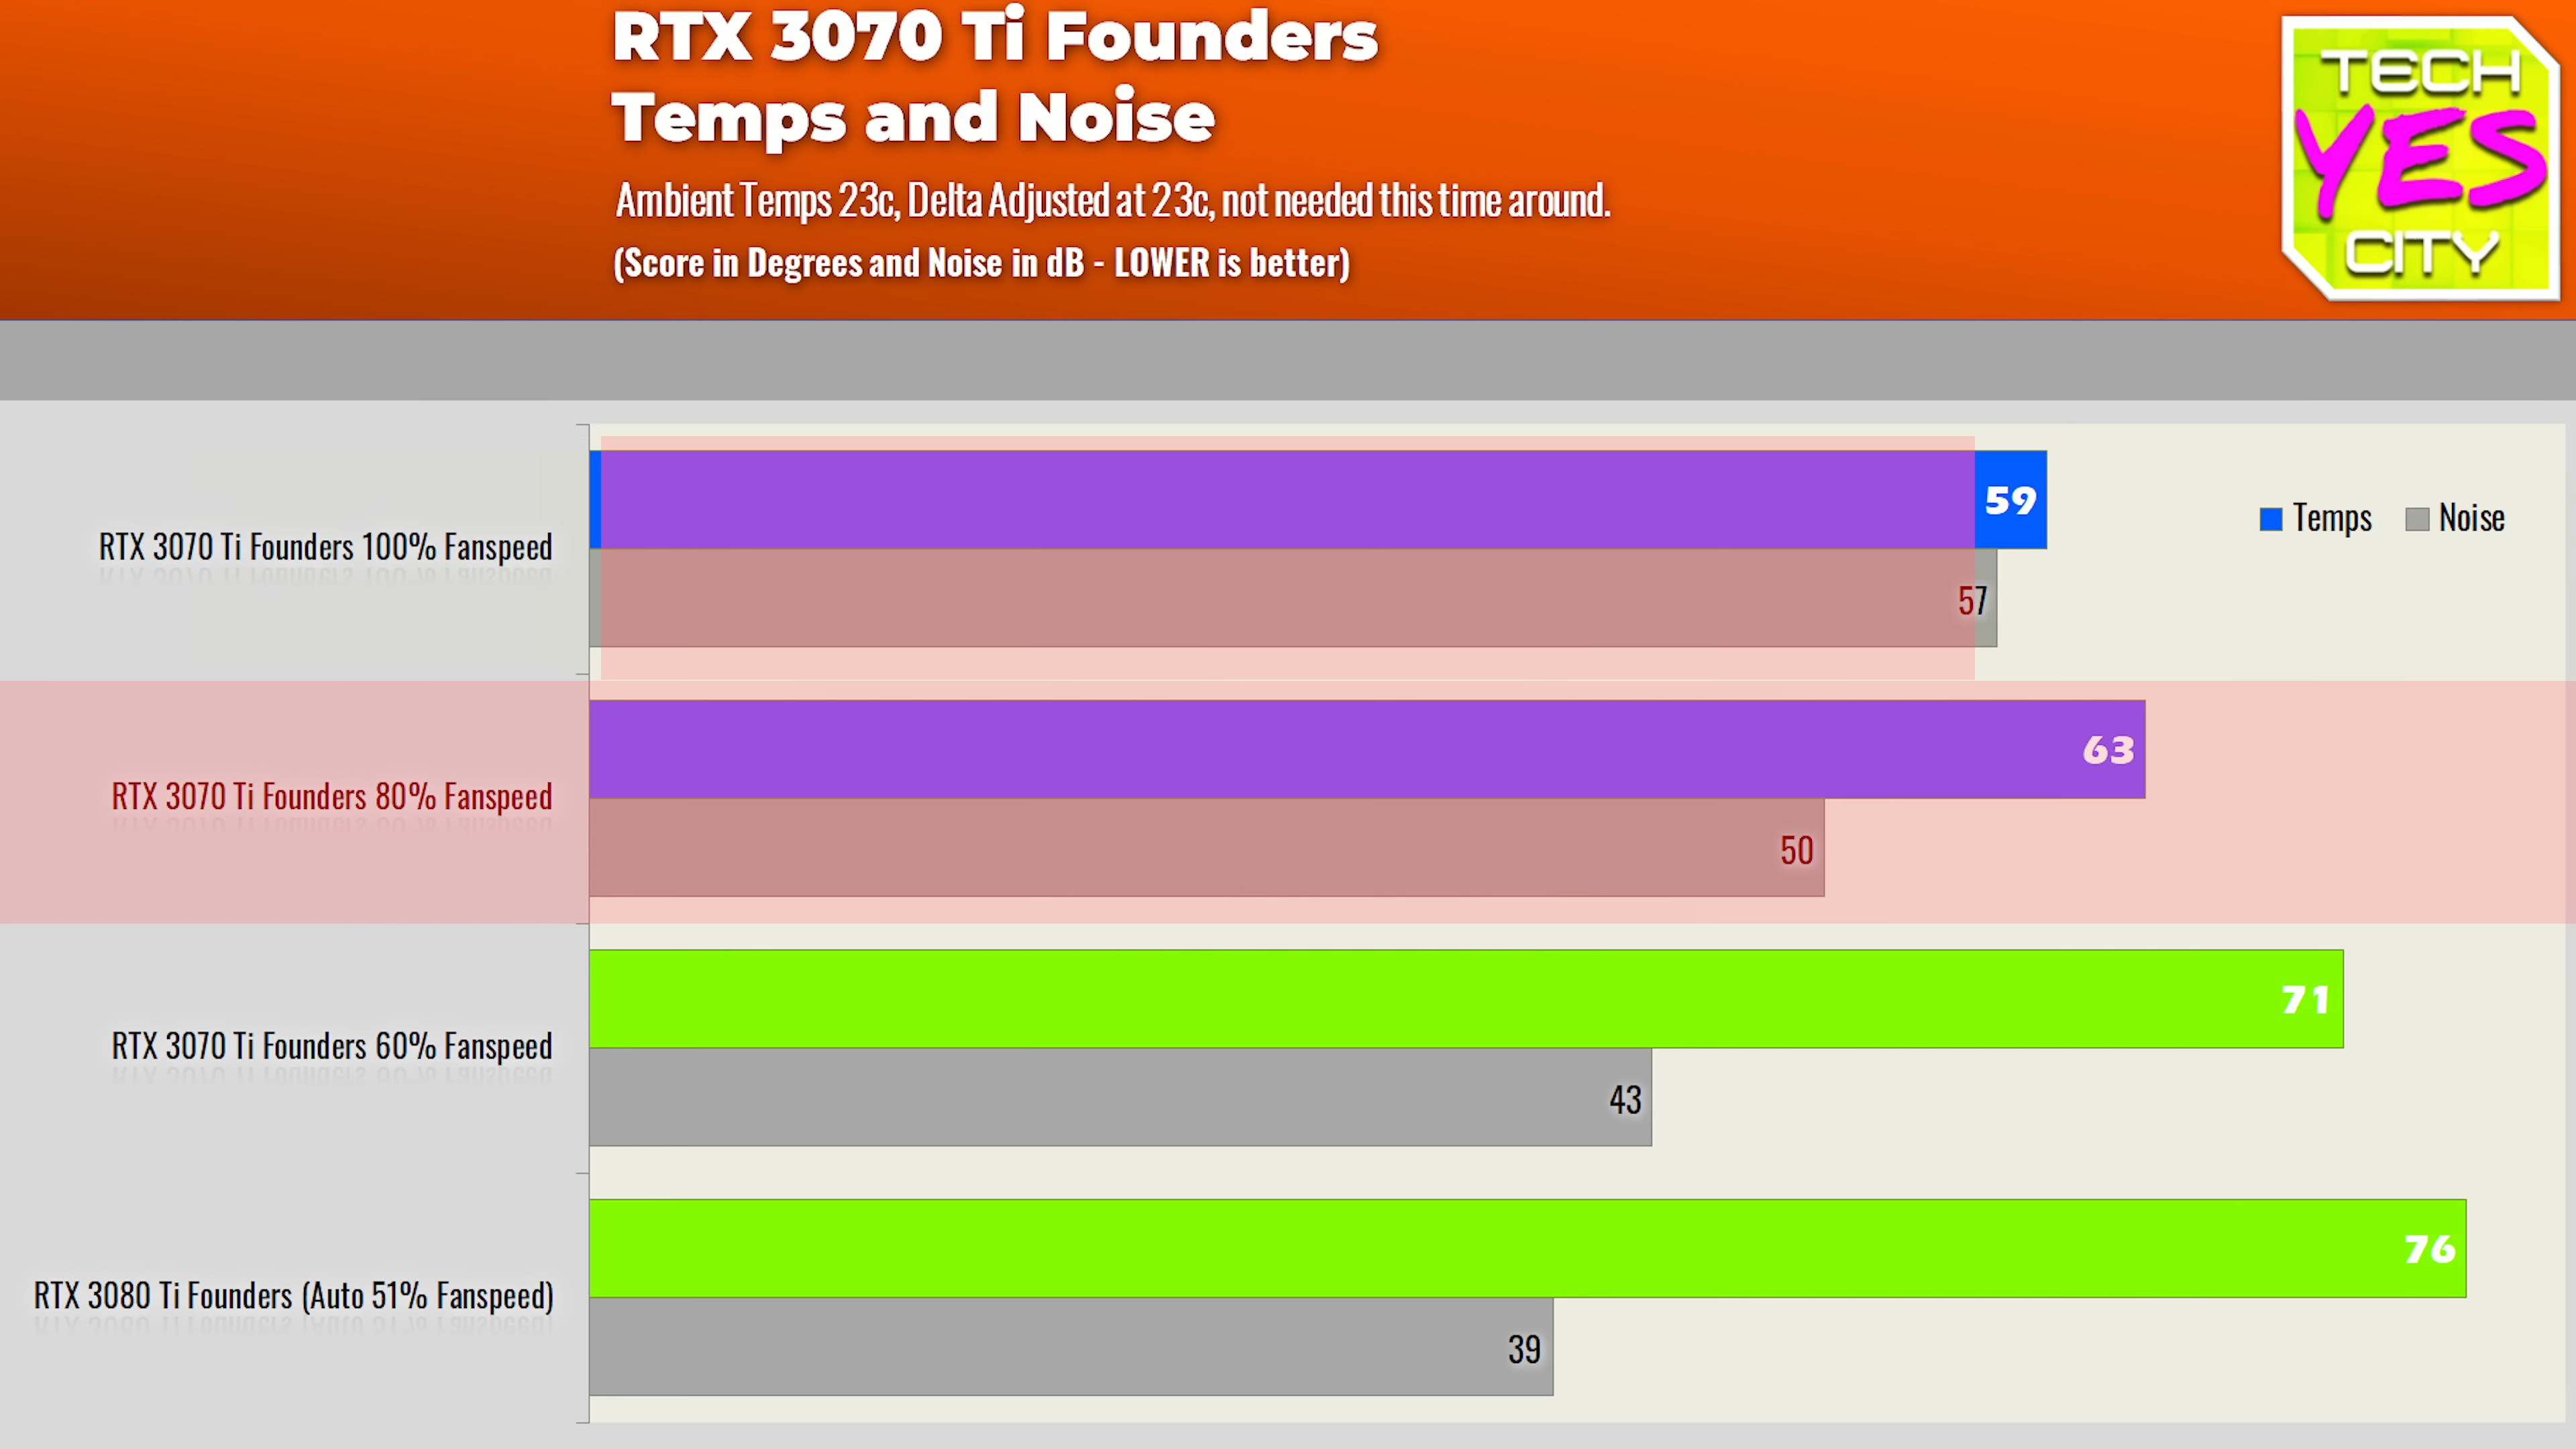 RTX 3070 Ti Founders
Temps and Noise
Ambient Temps 23c, Delta Adjusted at 23c, not needed this time around.
(Score in Degrees and Noise in dB - LOWER is better)
TECH
YES
CITY
Temps Noise
RTX 3070 Ti Founders 100% Fanspeed
59
57
RTX 3070 Ti Founders 80% Fanspeed
63
50
RTX 3070 Ti Founders 60% Fanspeed
71
43
RTX 3080 Ti Founders (Auto 51% Fanspeed)
76
39